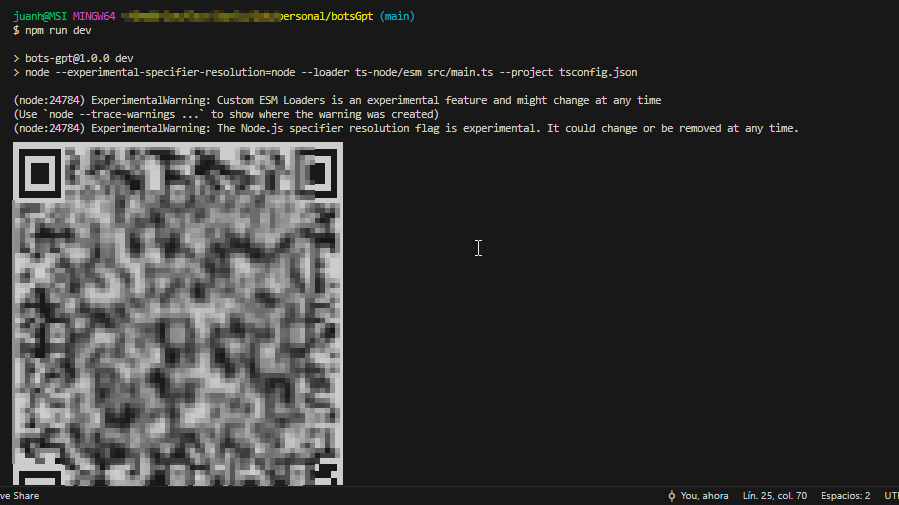 juanh@MSI MINGW64 personal/botsGpt (main)
$ npm run dev
> bots-gpt@1.0.0 dev
> node --experimental-specifier-resolution=node --loader ts-node/esm src/main.ts --project tsconfig.json
(node:24784) ExperimentalWarning: Custom ESM Loaders is an experimental feature and might change at any time
(Use `node --trace-warnings ...` to show where the warning was created)
(node:24784) ExperimentalWarning: The Node.js specifier resolution flag is experimental. It could change or be removed at any time.
ve Share You, ahora Lín. 25, col. 70 Espacios: 2 UT